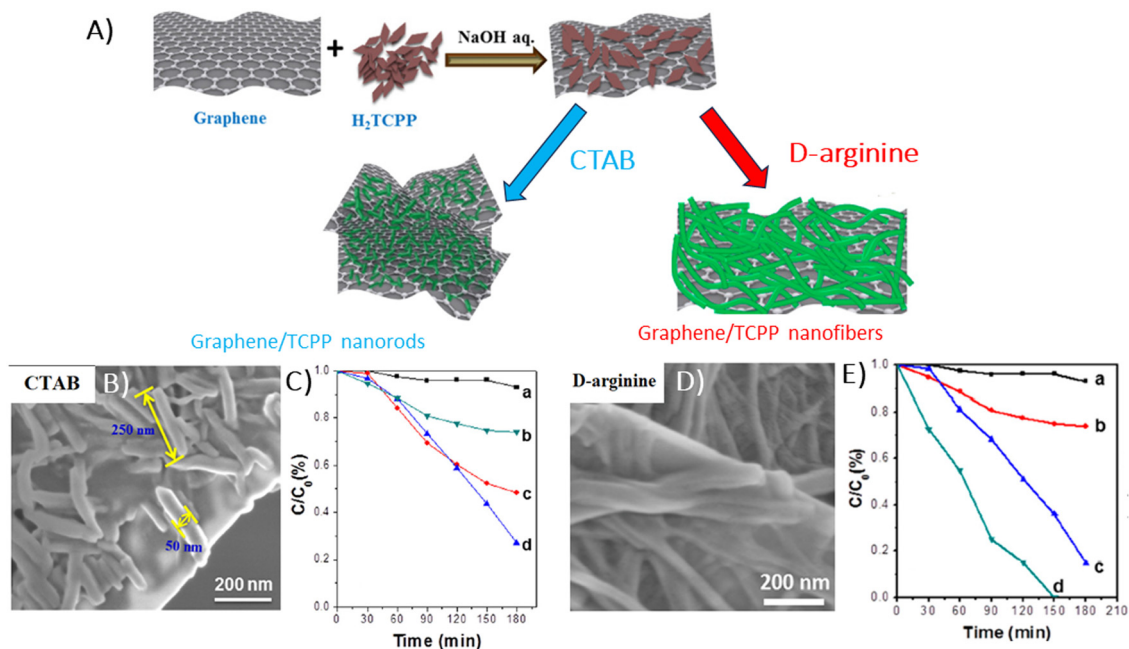 A)
Graphene
+
H₂TCPP
NaOH aq.
CTAB
D-arginine
Graphene/TCPP nanorods
Graphene/TCPP nanofibers
CTAB
B)
250 nm
50 nm
200 nm
C)
C/C₀(%)
1.0
0.8
0.6
0.4
0.2
0.0
a
b
c
d
0 30 60 90 120 150 180
Time (min)
D-arginine
D)
200 nm
E)
C/C₀(%)
1.0
0.8
0.6
0.4
0.2
0.0
a
b
c
d
0 30 60 90 120 150 180 210
Time (min)